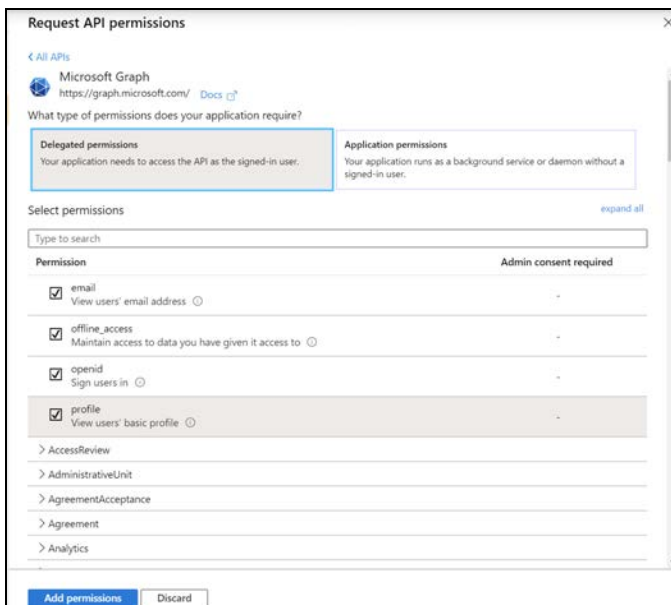 Request API permissions
All APIs
Microsoft Graph
https://graph.microsoft.com/ Docs
What type of permissions does your application require?
Delegated permissions
Your application needs to access the API as the signed-in user.
Application permissions
Your application runs as a background service or daemon without a
signed-in user.
Select permissions
expand all
Type to search
Permission
Admin consent required
email
View users' email address
-
offline_access
Maintain access to data you have given it access to
-
openid
Sign users in
-
profile
View users' basic profile
-
AccessReview
AdministrativeUnit
AgreementAcceptance
Agreement
Analytics
Add permissions
Discard